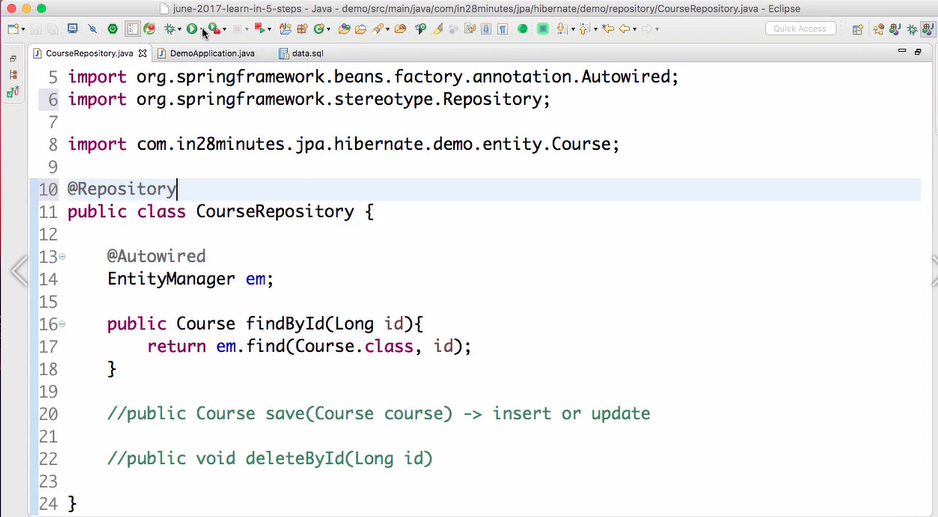 june-2017-learn-in-5-steps - Java - demo/src/main/java/com/in28minutes/jpa/hibernate/demo/repository/CourseRepository.java - Eclipse
Quick Access
CourseRepository.java DemoApplication.java data.sql
5 import org.springframework.beans.factory.annotation.Autowired;
6 import org.springframework.stereotype.Repository;
7
8 import com.in28minutes.jpa.hibernate.demo.entity.Course;
9
10 @Repository
11 public class CourseRepository {
12
13 @Autowired
14 EntityManager em;
15
16 public Course findById(Long id){
17 return em.find(Course.class, id);
18 }
19
20 //public Course save(Course course) -> insert or update
21
22 //public void deleteById(Long id)
23
24 }